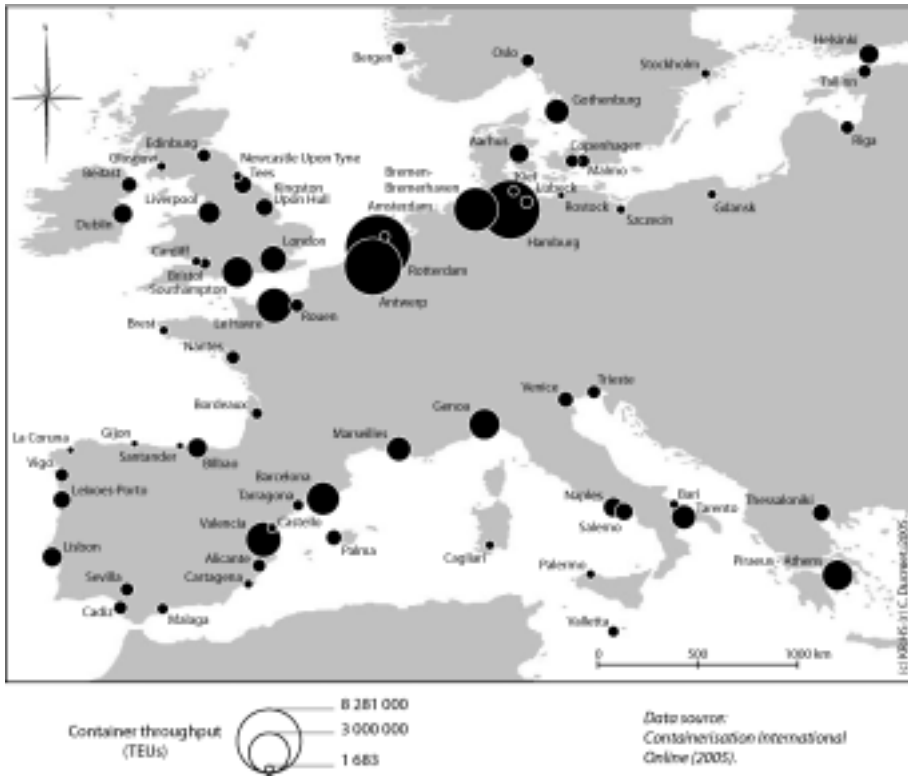 Bergen
Oslo
Stockholm
Helsinki
Tallinn
Gothenburg
Riga
Edinburg
Glasgow
Newcastle Upon Tyne
Tees
Aarhus
Copenhagen
Malmo
Belfast
Kingston
Upon Hull
Bremen-
Bremerhaven
Kiel
Lübeck
Rostock
Gdansk
Szczecin
Liverpool
Dublin
Amsterdam
Hamburg
London
Cardiff
Bristol
Southampton
Rotterdam
Antwerp
Le Havre
Rouen
Brest
Nantes
Bordeaux
Venice
Trieste
Genoa
Marseilles
La Coruna
Gijon
Santander
Bilbao
Vigo
Leixoes-Porto
Barcelona
Tarragona
Naples
Salerno
Bari
Tarento
Thessaloniki
Valencia
Castello
Palma
Lisbon
Alicante
Cartagena
Cagliari
Palermo
Piraeus - Athens
Sevilla
Cadiz
Malaga
Valletta
0
500
1000 km
Container throughput
(TEUs)
8 281 000
3 000 000
1 683
Data source:
Containerisation International
Online (2005).